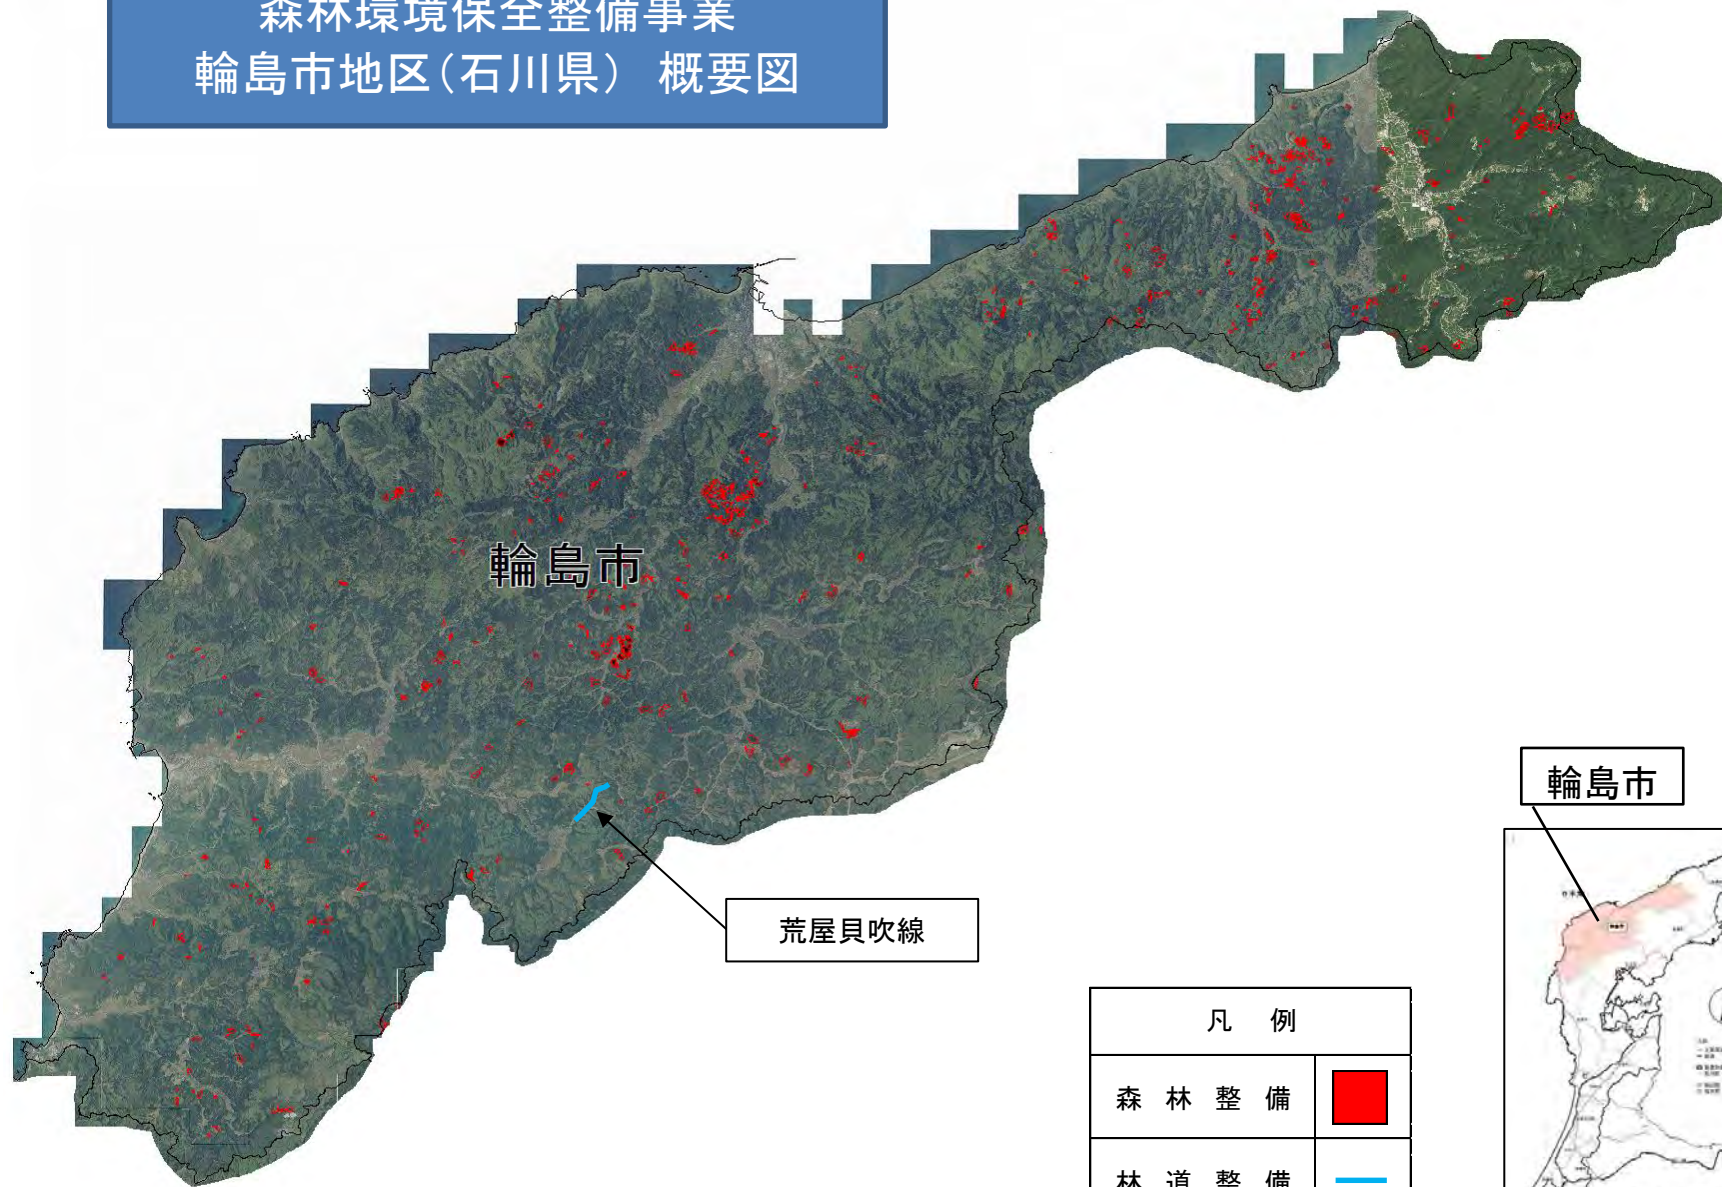 森林環境保全整備事業
輪島市地区（石川県） 概要図
輪島市
荒屋貝吹線
輪島市
凡 例
森 林 整 備
林 道 整 備